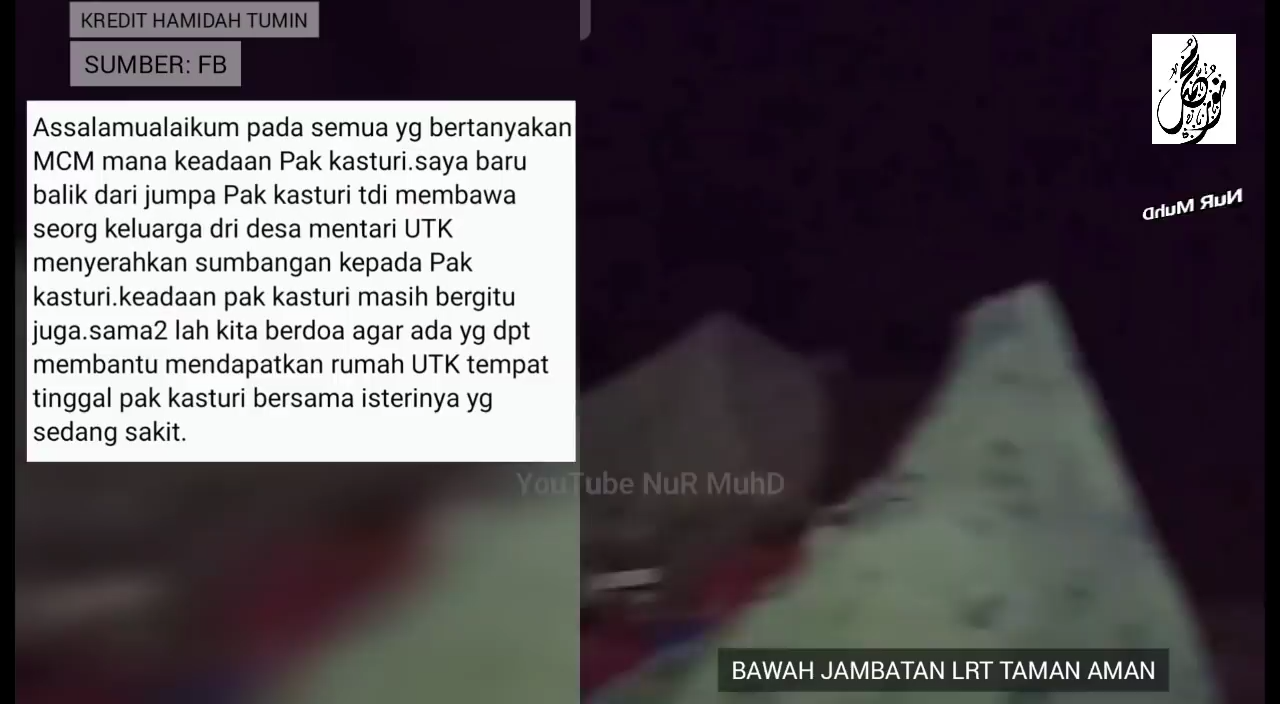 KREDIT HAMIDAH TUMIN
SUMBER: FB
Assalamualaikum pada semua yg bertanyakan
MCM mana keadaan Pak kasturi.saya baru
balik dari jumpa Pak kasturi tdi membawa
seorg keluarga dri desa mentari UTK
menyerahkan sumbangan kepada Pak
kasturi.keadaan pak kasturi masih bergitu
juga.sama2 lah kita berdoa agar ada yg dpt
membantu mendapatkan rumah UTK tempat
tinggal pak kasturi bersama isterinya yg
sedang sakit.
NuR MuhD
YouTube NuR MuhD
BAWAH JAMBATAN LRT TAMAN AMAN